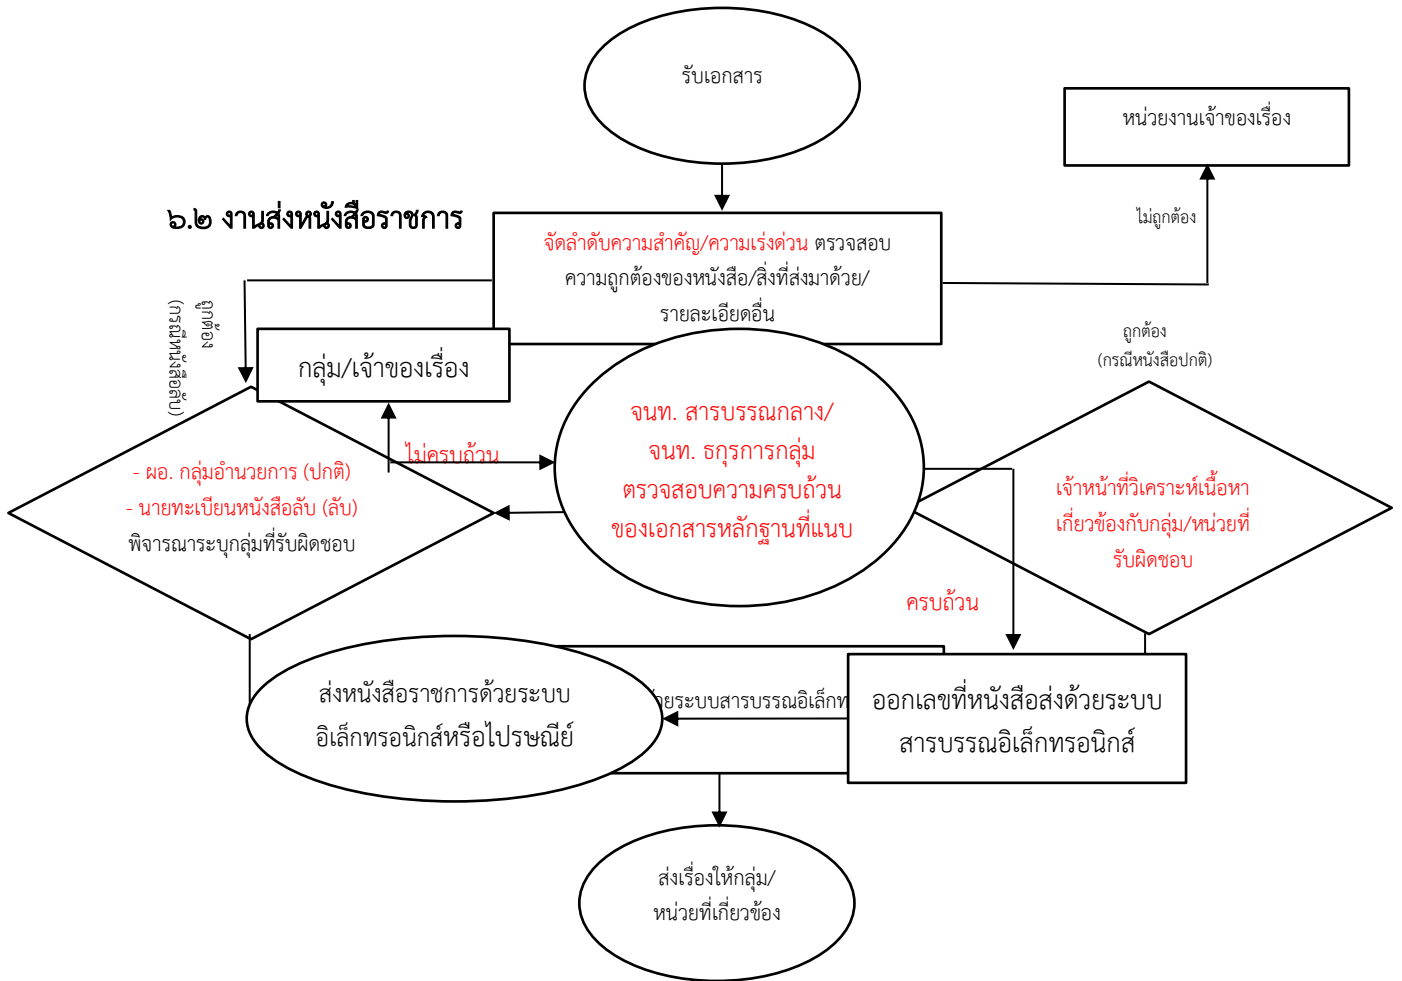 รับเอกสาร
หน่วยงานเจ้าของเรื่อง
๖.๒ งานส่งหนังสือราชการ
ไม่ถูกต้อง
จัดลำดับความสำคัญ/ความเร่งด่วน ตรวจสอบ
ความถูกต้องของหนังสือ/สิ่งที่ส่งมาด้วย/
รายละเอียดอื่น
ถูกต้อง
(กรณีหนังสือลับ)
ถูกต้อง
(กรณีหนังสือปกติ)
กลุ่ม/เจ้าของเรื่อง
ไม่ครบถ้วน
จนท. สารบรรณกลาง/
จนท. ธุรการกลุ่ม
ตรวจสอบความครบถ้วน
ของเอกสารหลักฐานที่แนบ
- ผอ. กลุ่มอำนวยการ (ปกติ)
- นายทะเบียนหนังสือลับ (ลับ)
พิจารณาระบุกลุ่มที่รับผิดชอบ
เจ้าหน้าที่วิเคราะห์เนื้อหา
เกี่ยวข้องกับกลุ่ม/หน่วยที่
รับผิดชอบ
ครบถ้วน
ส่งหนังสือราชการด้วยระบบ
อิเล็กทรอนิกส์หรือไปรษณีย์
ระบบสารบรรณอิเล็กท
ออกเลขที่หนังสือส่งด้วยระบบ
สารบรรณอิเล็กทรอนิกส์
ส่งเรื่องให้กลุ่ม/
หน่วยที่เกี่ยวข้อง